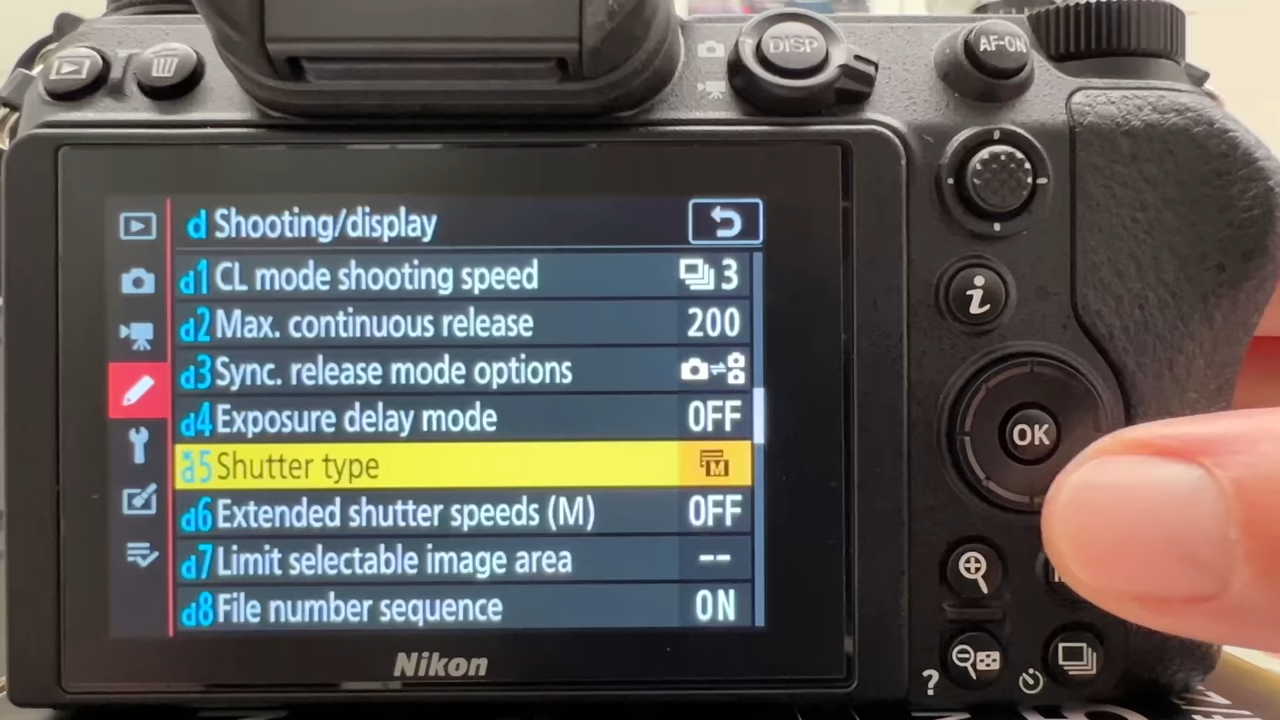 DISP
AF-ON
d Shooting/display
d1 CL mode shooting speed 3
d2 Max. continuous release 200
d3 Sync. release mode options
d4 Exposure delay mode OFF
*d5 Shutter type M
d6 Extended shutter speeds (M) OFF
d7 Limit selectable image area --
d8 File number sequence ON
i
OK
Nikon
?